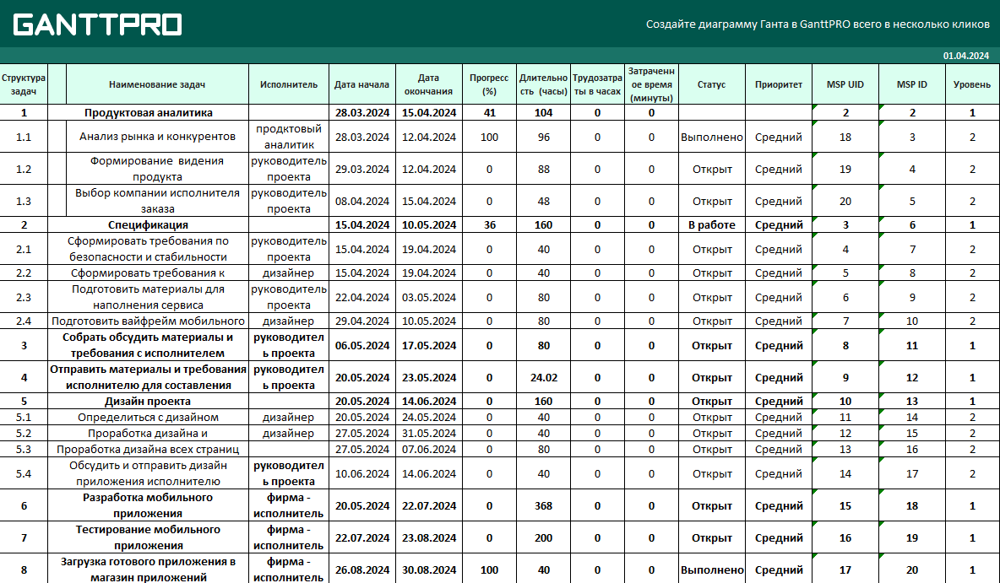 GANTTPRO
Создайте диаграмму Ганта в GanttPRO всего в несколько кликов
01.04.2024
Структура задач Наименование задач Исполнитель Дата начала Дата окончания Прогресс (%) Длительно сть (часы) Трудозатра ты в часах Затраченн ое время (минуты) Статус Приоритет MSP UID MSP ID Уровень
1 Продуктовая аналитика 28.03.2024 15.04.2024 41 104 0 0 2 2 1
1.1 Анализ рынка и конкурентов продктовый аналитик 28.03.2024 12.04.2024 100 96 0 0 Выполнено Средний 18 3 2
1.2 Формирование видения продукта руководитель проекта 29.03.2024 12.04.2024 0 88 0 0 Открыт Средний 19 4 2
1.3 Выбор компании исполнителя заказа руководитель проекта 08.04.2024 15.04.2024 0 48 0 0 Открыт Средний 20 5 2
2 Спецификация 15.04.2024 10.05.2024 36 160 0 0 В работе Средний 3 6 1
2.1 Сформировать требования по безопасности и стабильности руководитель проекта 15.04.2024 19.04.2024 0 40 0 0 Открыт Средний 4 7 2
2.2 Сформировать требования к дизайнер 15.04.2024 19.04.2024 0 40 0 0 Открыт Средний 5 8 2
2.3 Подготовить материалы для наполнения сервиса руководитель проекта 22.04.2024 03.05.2024 0 80 0 0 Открыт Средний 6 9 2
2.4 Подготовить вайфрейм мобильного дизайнер 29.04.2024 10.05.2024 0 80 0 0 Открыт Средний 7 10 2
3 Собрать обсудить материалы и требования с исполнителем руководител ь проекта 06.05.2024 17.05.2024 0 80 0 0 Открыт Средний 8 11 1
4 Отправить материалы и требования исполнителю для составления руководител ь проекта 20.05.2024 23.05.2024 0 24.02 0 0 Открыт Средний 9 12 1
5 Дизайн проекта 20.05.2024 14.06.2024 0 160 0 0 Открыт Средний 10 13 1
5.1 Определиться с дизайном дизайнер 20.05.2024 24.05.2024 0 40 0 0 Открыт Средний 11 14 2
5.2 Проработка дизайна и дизайнер 27.05.2024 31.05.2024 0 40 0 0 Открыт Средний 12 15 2
5.3 Проработка дизайна всех страниц 27.05.2024 07.06.2024 0 80 0 0 Открыт Средний 13 16 2
5.4 Обсудить и отправить дизайн приложения исполнителю руководител ь проекта 10.06.2024 14.06.2024 0 40 0 0 Открыт Средний 14 17 2
6 Разработка мобильного приложения фирма - исполнитель 20.05.2024 22.07.2024 0 368 0 0 Открыт Средний 15 18 1
7 Тестирование мобильного приложения фирма - исполнитель 22.07.2024 23.08.2024 0 200 0 0 Открыт Средний 16 19 1
8 Загрузка готового приложения в магазин приложений фирма - исполнитель 26.08.2024 30.08.2024 100 40 0 0 Выполнено Средний 17 20 1